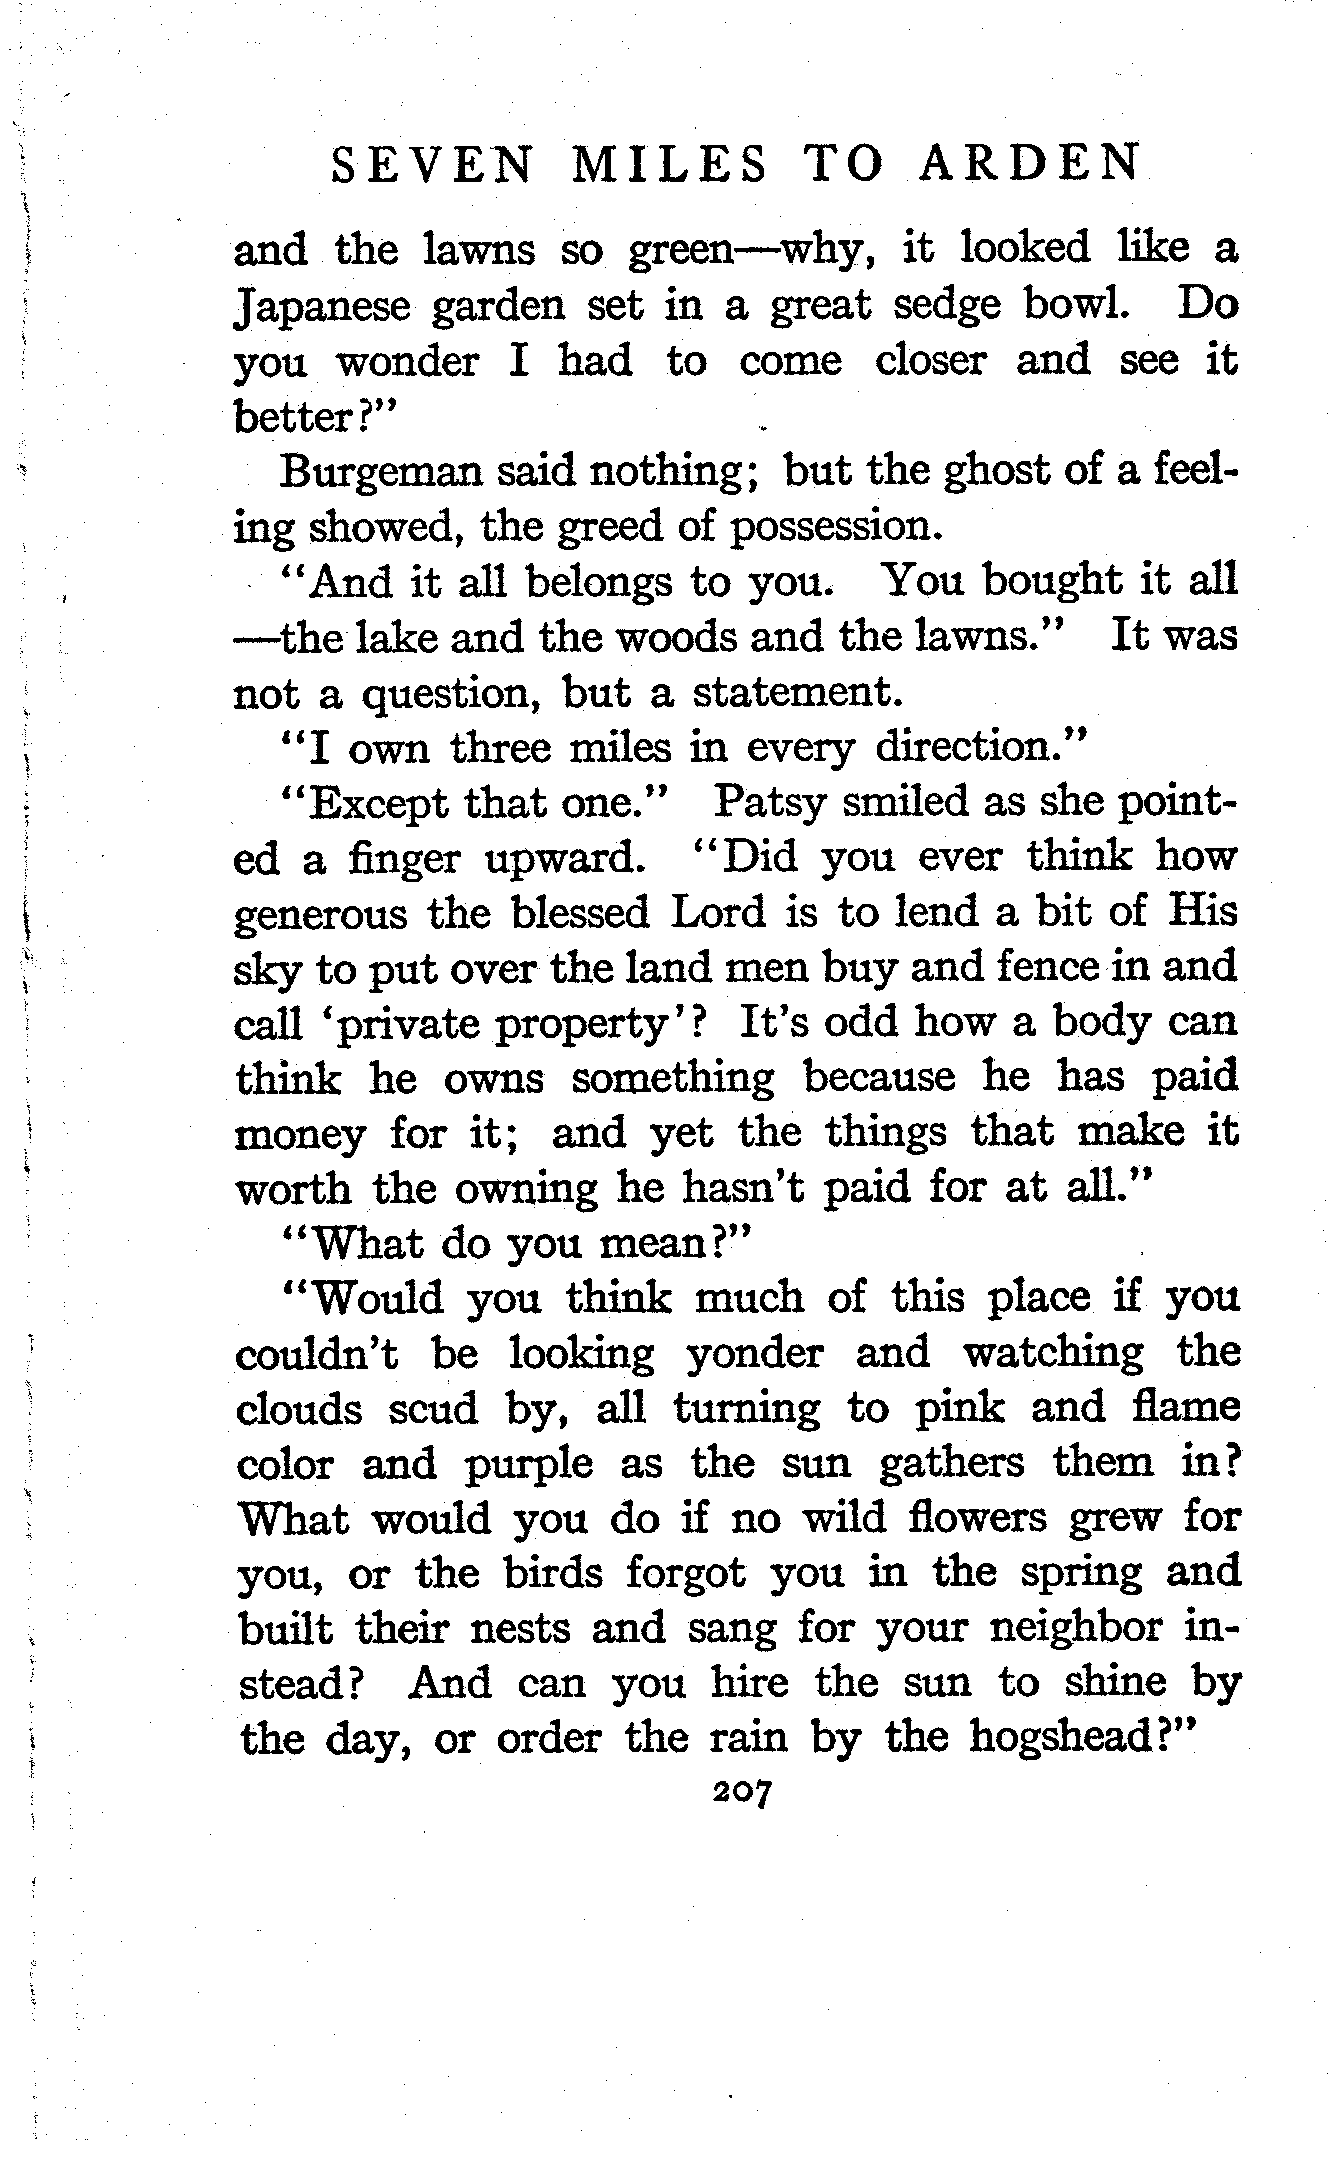 SEVEN MILES TO ARDEN
and the lawns so green—why, it looked like a
Japanese garden set in a great sedge bowl. Do
you wonder I had to come closer and see it
better?”
Burgeman said nothing; but the ghost of a feel-
ing showed, the greed of possession.
“And it all belongs to you. You bought it all
—the lake and the woods and the lawns.” It was
not a question, but a statement.
“I own three miles in every direction.”
“Except that one.” Patsy smiled as she point-
ed a finger upward. “Did you ever think how
generous the blessed Lord is to lend a bit of His
sky to put over the land men buy and fence in and
call ‘private property’? It’s odd how a body can
think he owns something because he has paid
money for it; and yet the things that make it
worth the owning he hasn’t paid for at all.”
“What do you mean?”
“Would you think much of this place if you
couldn’t be looking yonder and watching the
clouds scud by, all turning to pink and flame
color and purple as the sun gathers them in?
What would you do if no wild flowers grew for
you, or the birds forgot you in the spring and
built their nests and sang for your neighbor in-
stead? And can you hire the sun to shine by
the day, or order the rain by the hogshead?”
207